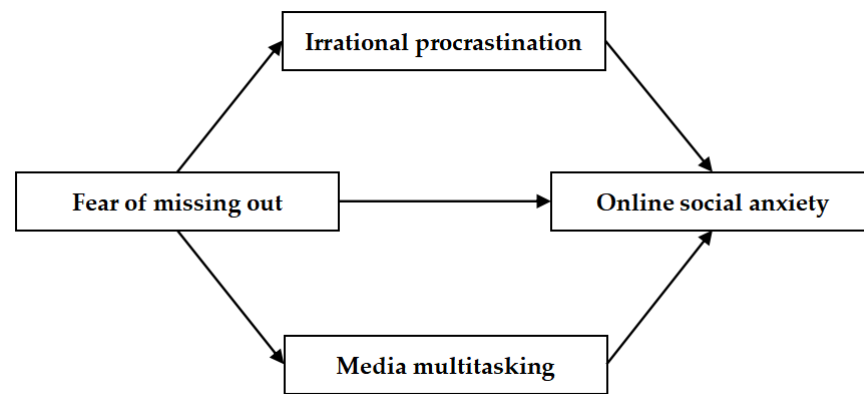 Irrational procrastination
Fear of missing out
Online social anxiety
Media multitasking